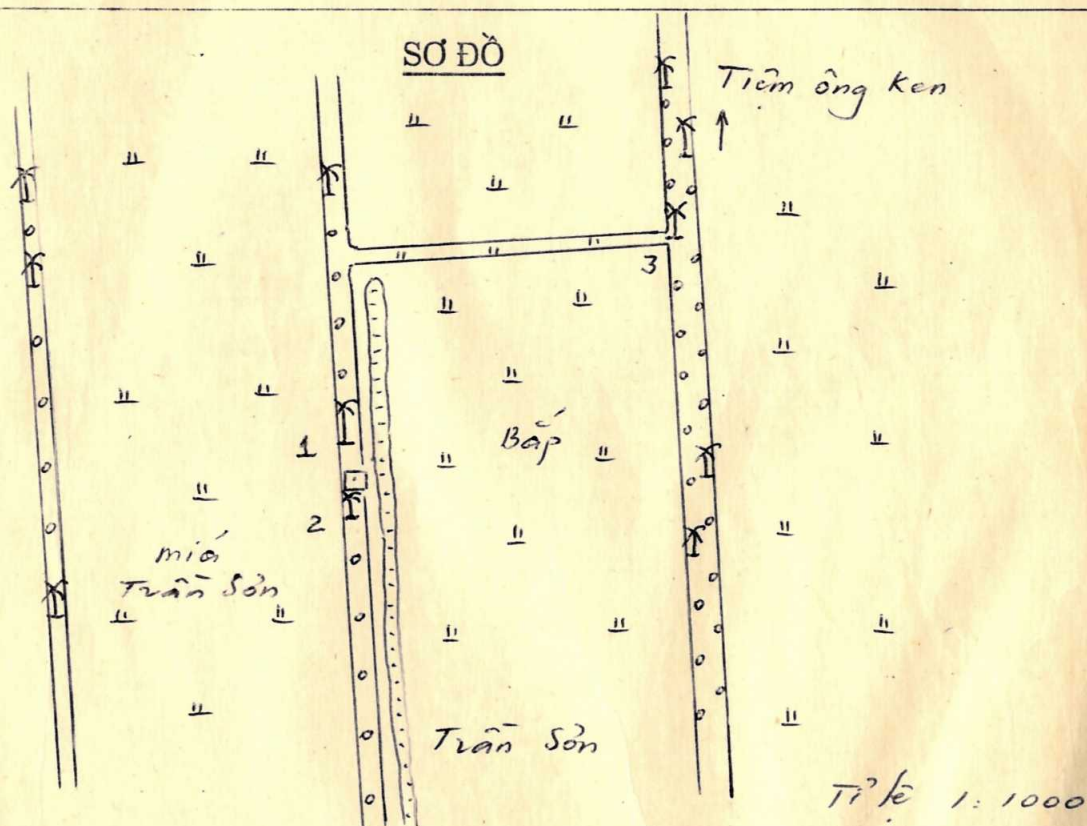 SƠ ĐỒ
Tiệm ông Ken
3
Bắp
1
2
mía
Trần Sơn
Trần Sơn
Tỉ lệ 1: 1000